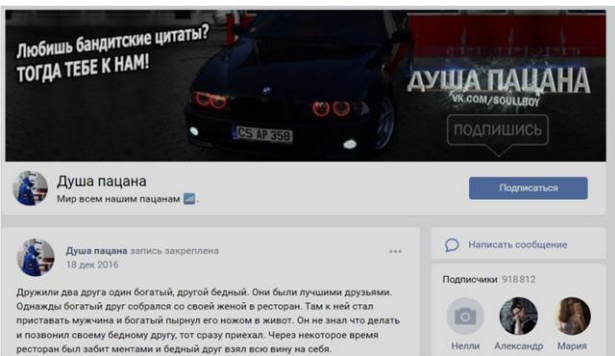 Любишь бандитские цитаты?
ТОГДА ТЕБЕ К НАМ!
CS AP 358
ДУША ПАЦАНА
VK.COM/SOULLBOY
ПОДПИШИСЬ
Душа пацана
Мир всем нашим пацанам
Подписаться
Душа пацана запись закреплена
18 дек 2016
Дружили два друга один богатый, другой бедный. Они были лучшими друзьями.
Однажды богатый друг собрался со своей женой в ресторан. Там к ней стал
приставать мужчина и богатый пырнул его ножом в живот. Он не знал что делать
и позвонил своему бедному другу, тот сразу приехал. Через некоторое время
ресторан был забит ментами и бедный друг взял всю вину на себя.
Написать сообщение
Подписчики 918 812
Нелли Александр Мария